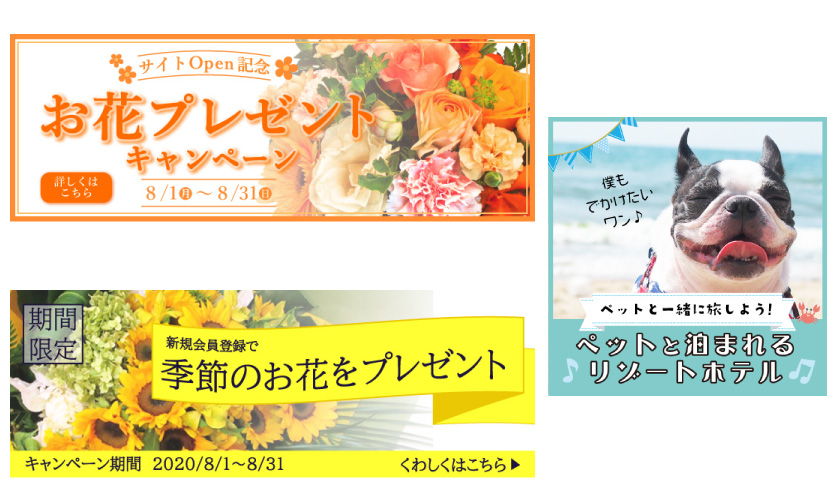 サイトOpen記念
お花プレゼント
キャンペーン
詳しくは
こちら
8/1月〜8/31日
期間
限定
新規会員登録で
季節のお花をプレゼント
キャンペーン期間 2020/8/1〜8/31
くわしくはこちら▶
僕も
でかけたい
ワン♪
ペットと一緒に旅しよう!
ペットと泊まれる
リゾートホテル